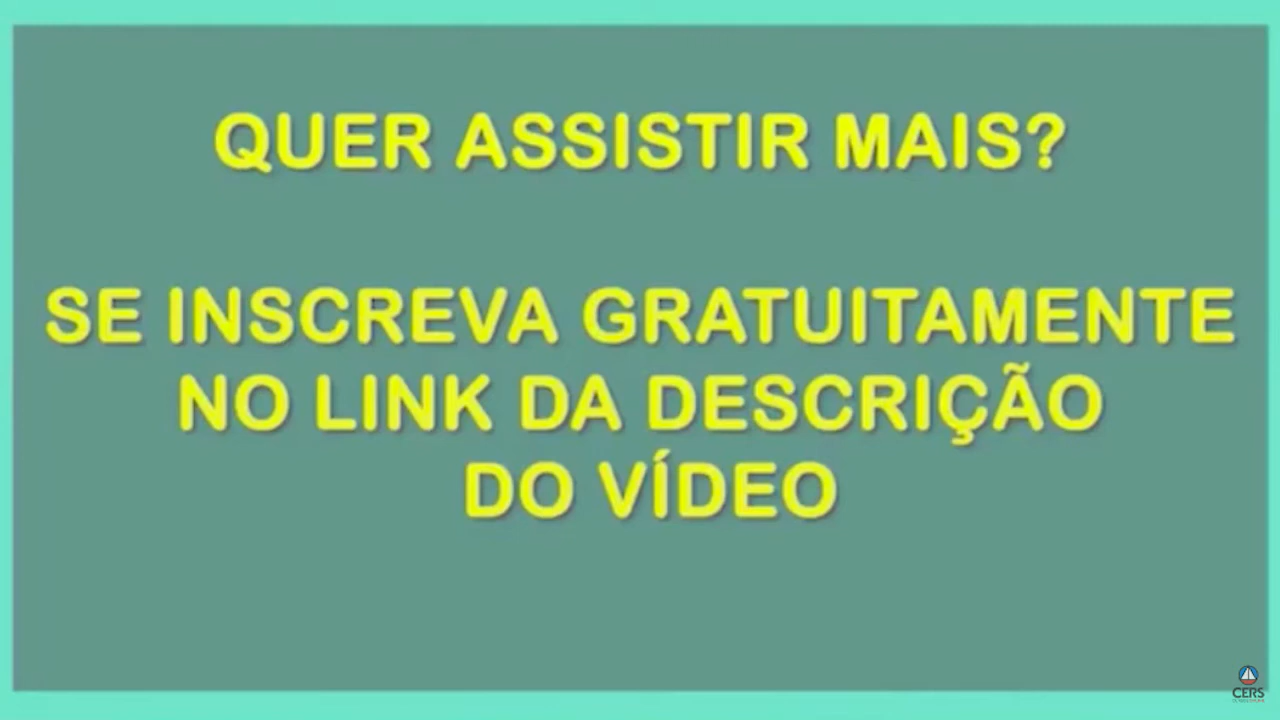 QUER ASSISTIR MAIS?
SE INSCREVA GRATUITAMENTE
NO LINK DA DESCRIÇÃO
DO VÍDEO
CERS